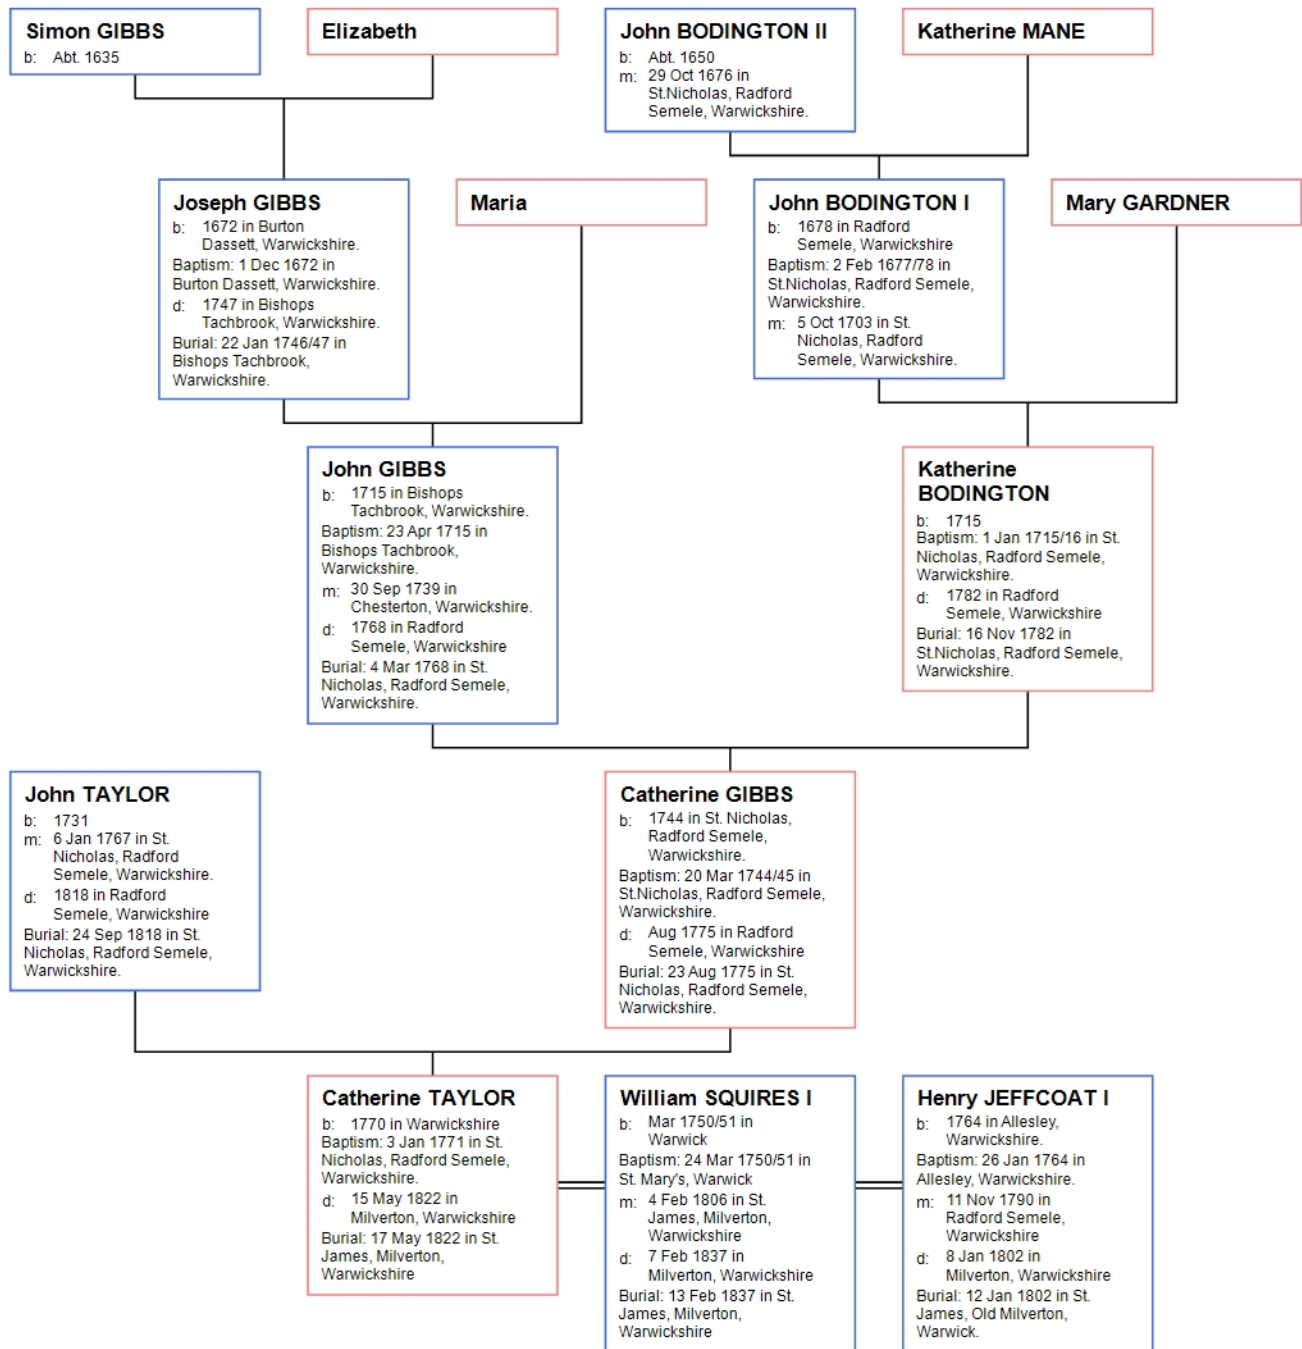 Simon GIBBS
b: Abt. 1635
Elizabeth
John BODINGTON II
b: Abt. 1650
m: 29 Oct 1676 in
St.Nicholas, Radford
Semele, Warwickshire.
Katherine MANE
Joseph GIBBS
b: 1672 in Burton
Dassett, Warwickshire.
Baptism: 1 Dec 1672 in
Burton Dassett, Warwickshire.
d: 1747 in Bishops
Tachbrook, Warwickshire.
Burial: 22 Jan 1746/47 in
Bishops Tachbrook,
Warwickshire.
Maria
John BODINGTON I
b: 1678 in Radford
Semele, Warwickshire
Baptism: 2 Feb 1677/78 in
St.Nicholas, Radford Semele,
Warwickshire.
m: 5 Oct 1703 in St.
Nicholas, Radford
Semele, Warwickshire.
Mary GARDNER
John GIBBS
b: 1715 in Bishops
Tachbrook, Warwickshire.
Baptism: 23 Apr 1715 in
Bishops Tachbrook,
Warwickshire.
m: 30 Sep 1739 in
Chesterton, Warwickshire.
d: 1768 in Radford
Semele, Warwickshire
Burial: 4 Mar 1768 in St.
Nicholas, Radford Semele,
Warwickshire.
Katherine
BODINGTON
b: 1715
Baptism: 1 Jan 1715/16 in St.
Nicholas, Radford Semele,
Warwickshire.
d: 1782 in Radford
Semele, Warwickshire
Burial: 16 Nov 1782 in
St.Nicholas, Radford Semele,
Warwickshire.
John TAYLOR
b: 1731
m: 6 Jan 1767 in St.
Nicholas, Radford
Semele, Warwickshire.
d: 1818 in Radford
Semele, Warwickshire
Burial: 24 Sep 1818 in St.
Nicholas, Radford Semele,
Warwickshire.
Catherine GIBBS
b: 1744 in St. Nicholas,
Radford Semele,
Warwickshire.
Baptism: 20 Mar 1744/45 in
St.Nicholas, Radford Semele,
Warwickshire.
d: Aug 1775 in Radford
Semele, Warwickshire
Burial: 23 Aug 1775 in St.
Nicholas, Radford Semele,
Warwickshire.
Catherine TAYLOR
b: 1770 in Warwickshire
Baptism: 3 Jan 1771 in St.
Nicholas, Radford Semele,
Warwickshire.
d: 15 May 1822 in
Milverton, Warwickshire
Burial: 17 May 1822 in St.
James, Milverton,
Warwickshire
William SQUIRES I
b: Mar 1750/51 in
Warwick
Baptism: 24 Mar 1750/51 in
St. Mary's, Warwick
m: 4 Feb 1806 in St.
James, Milverton,
Warwickshire
d: 7 Feb 1837 in
Milverton, Warwickshire
Burial: 13 Feb 1837 in St.
James, Milverton,
Warwickshire
Henry JEFFCOAT I
b: 1764 in Allesley,
Warwickshire.
Baptism: 26 Jan 1764 in
Allesley, Warwickshire.
m: 11 Nov 1790 in
Radford Semele,
Warwickshire
d: 8 Jan 1802 in
Milverton, Warwickshire
Burial: 12 Jan 1802 in St.
James, Old Milverton,
Warwick.